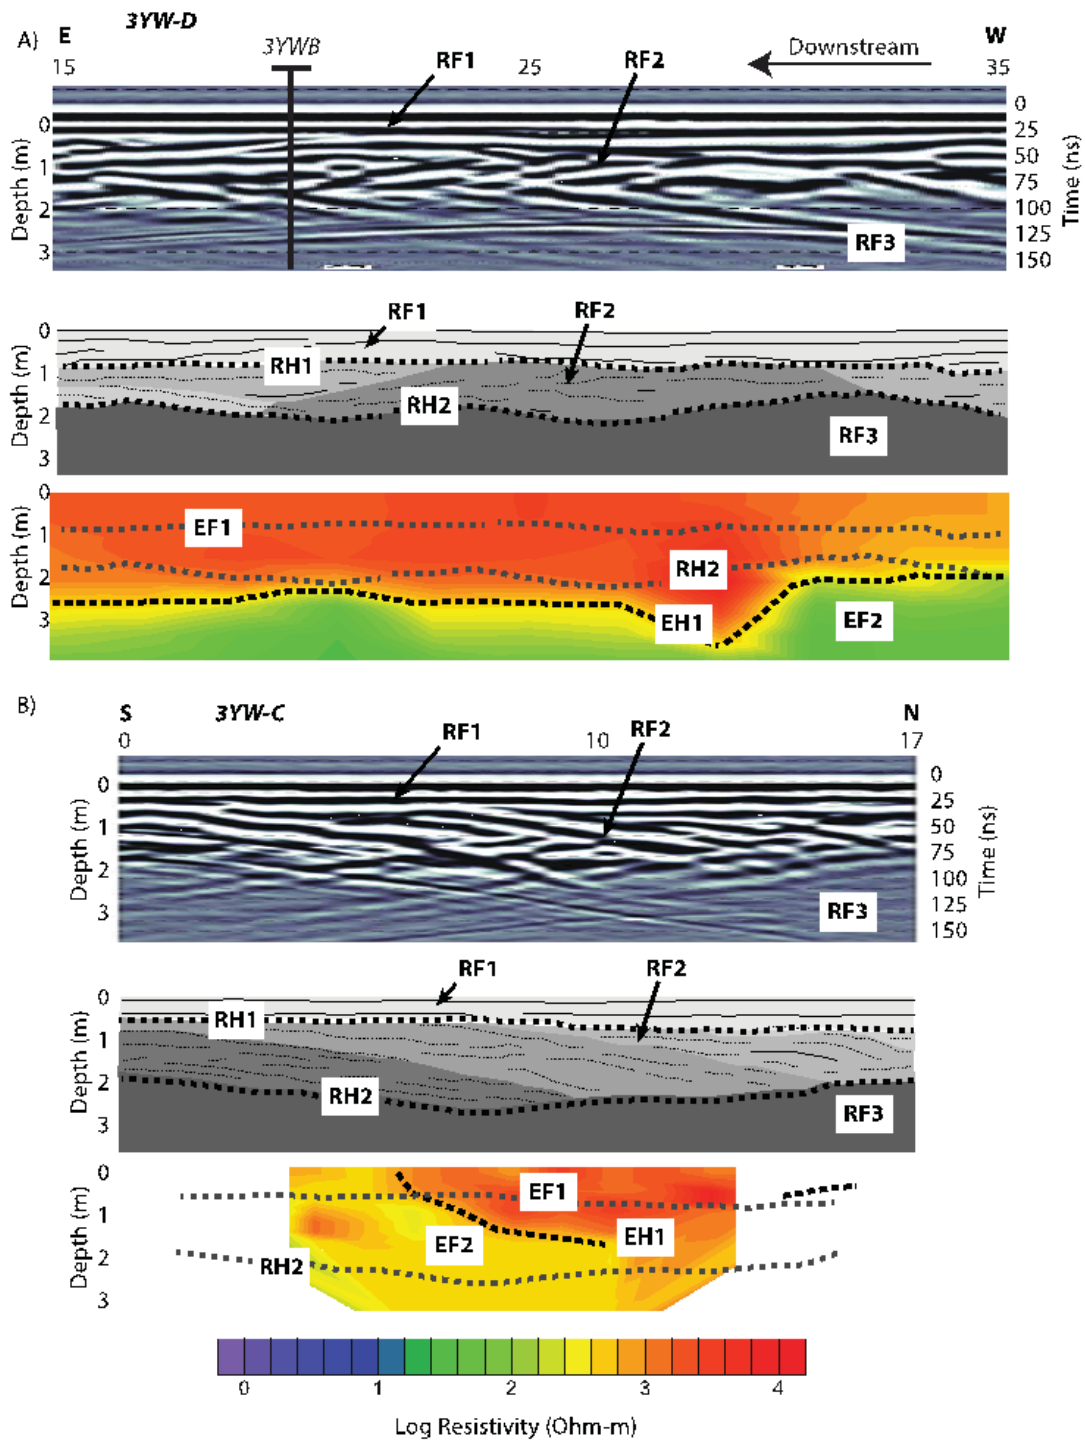 A) E 3YW-D 3YWB RF1 RF2 Downstream W
15 25 35
0
25
50
75
100
125
150
Time (ns)
0
1
2
3
Depth (m)
RF3
RF1 RF2
0
1
2
3
Depth (m)
RH1
RH2
RF3
0
1
2
3
Depth (m)
EF1
RH2
EH1
EF2
B) S 3YW-C RF1 RF2 N
0 10 17
0
25
50
75
100
125
150
Time (ns)
0
1
2
3
Depth (m)
RF3
RF1 RF2
0
1
2
3
Depth (m)
RH1
RH2
RF3
0
1
2
3
Depth (m)
EF1
EF2
EH1
RH2
0 1 2 3 4
Log Resistivity (Ohm-m)